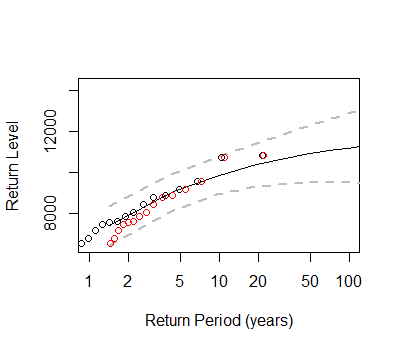 Return Level
12000
8000
1 2 5 10 20 50 100
Return Period (years)